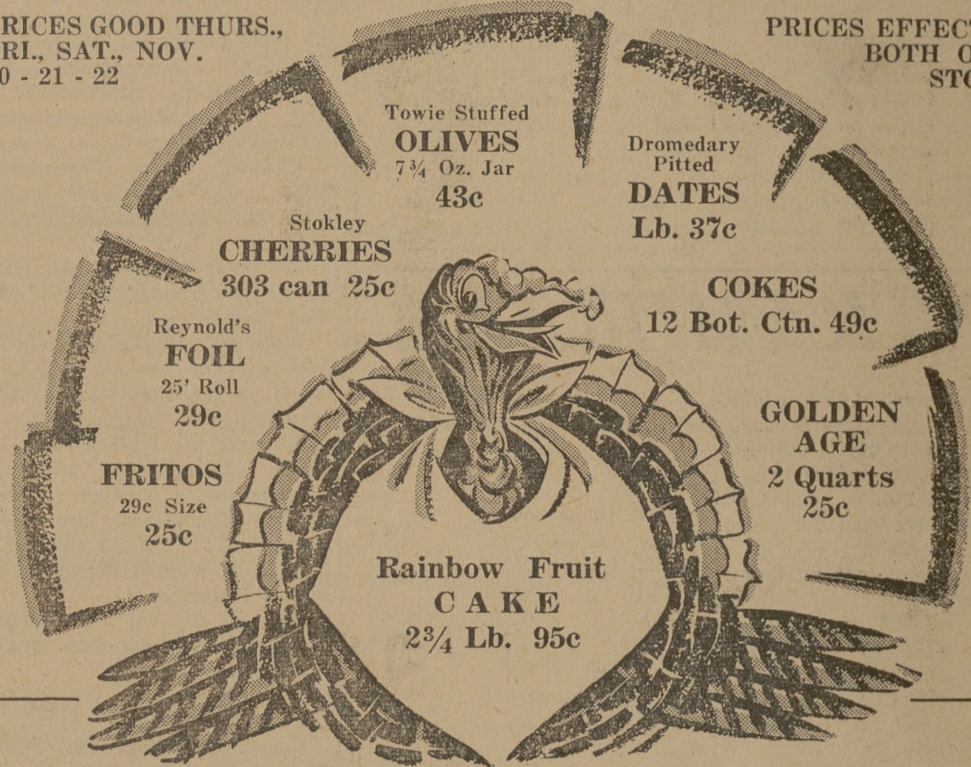 RICES GOOD THURS.,
RI., SAT., NOV.
0 - 21 - 22
PRICES EFFECT
BOTH O
STO
Towie Stuffed
OLIVES
7¾ Oz. Jar
43c
Dromedary
Pitted
DATES
Lb. 37c
Stokley
CHERRIES
303 can 25c
COKES
12 Bot. Ctn. 49c
Reynold's
FOIL
25' Roll
29c
GOLDEN
AGE
2 Quarts
25c
FRITOS
29c Size
25c
Rainbow Fruit
CAKE
2¾ Lb. 95c